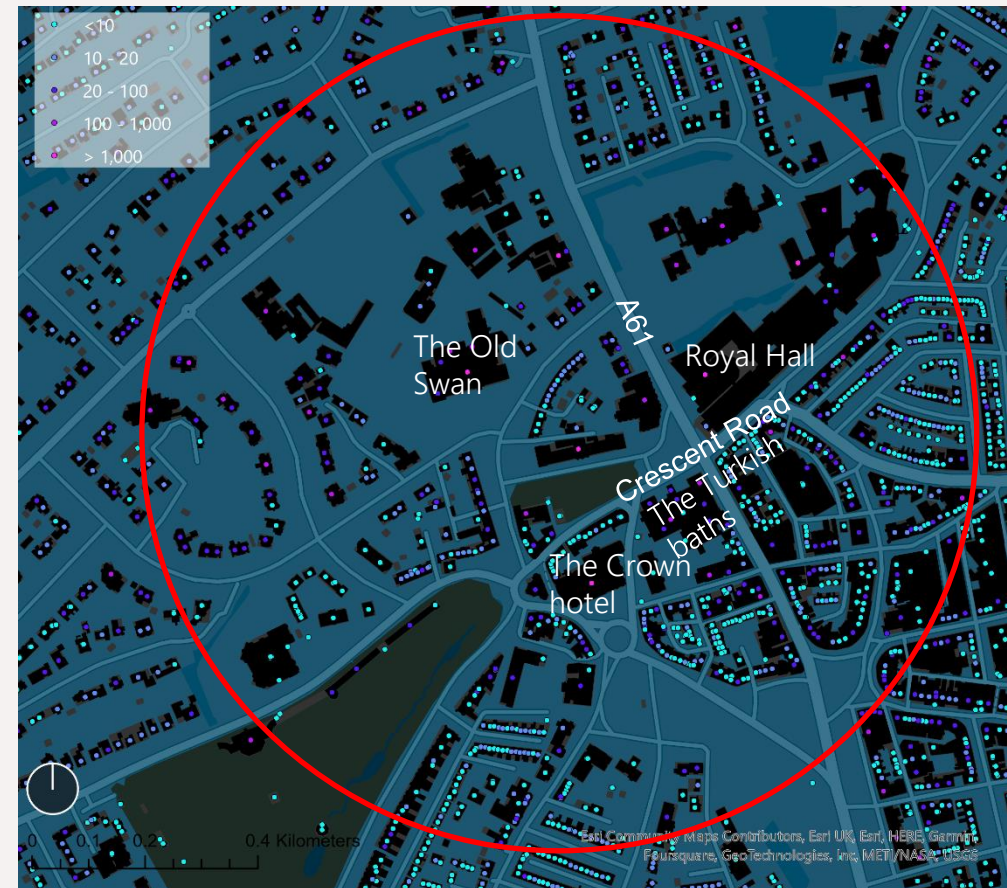 <10
10 - 20
20 - 100
100 - 1,000
> 1,000
A61
The Old
Swan
Royal Hall
Crescent Road
The Turkish
baths
The Crown
hotel
0 0.1 0.2 0.4 Kilometers
Esri Community Maps Contributors, Esri UK, Esri, HERE, Garmin,
Foursquare, GeoTechnologies, Inc, METI/NASA, USGS